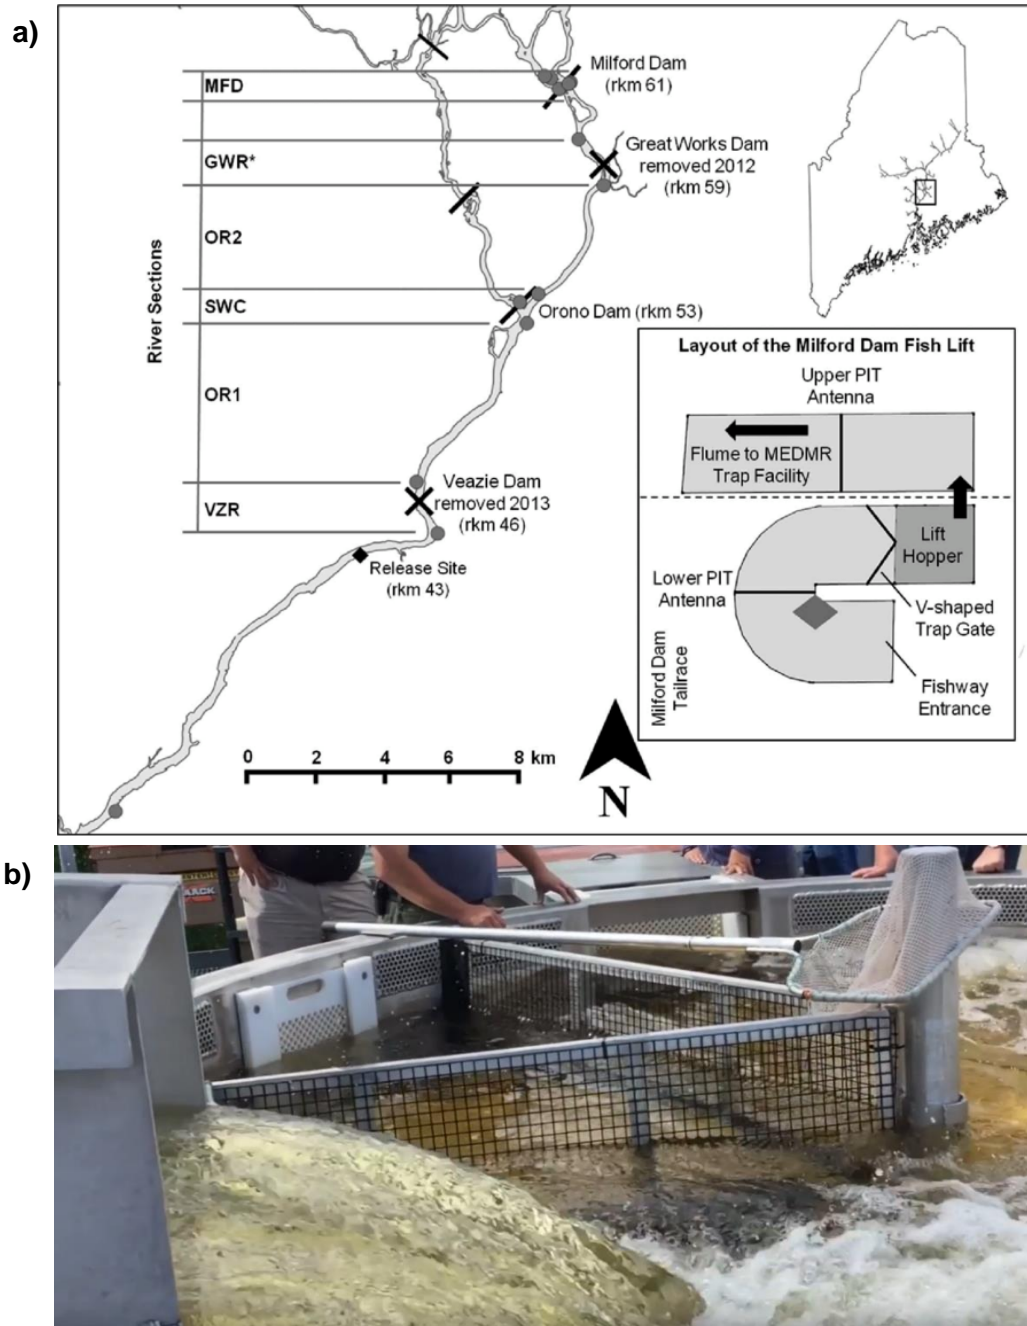 a)
MFD
GWR*
OR2
SWC
OR1
VZR
River Sections
Milford Dam
(rkm 61)
Great Works Dam
removed 2012
(rkm 59)
Orono Dam (rkm 53)
Veazie Dam
removed 2013
(rkm 46)
Release Site
(rkm 43)
0 2 4 6 8 km
N
Layout of the Milford Dam Fish Lift
Upper PIT
Antenna
Flume to MEDMR
Trap Facility
Lift
Hopper
Lower PIT
Antenna
V-shaped
Trap Gate
Fishway
Entrance
Milford Dam
Tailrace
b)